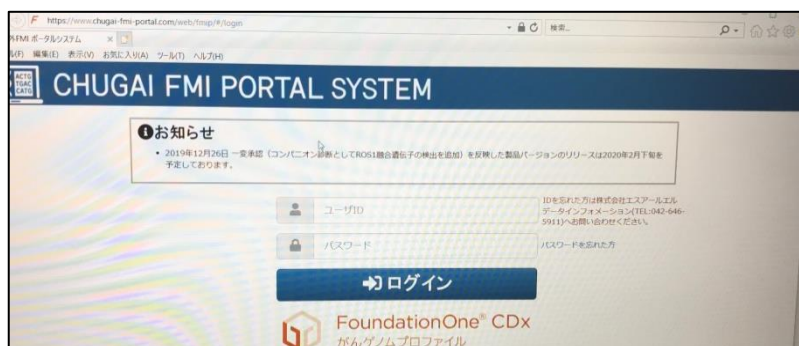 https://www.chugai-fmi-portal.com/web/fmip/#/login
検索...
FMI ポータルシステム
編集(E) 表示(V) お気に入り(A) ツール(T) ヘルプ(H)
ACTG
TGAC
CATG
CHUGAI FMI PORTAL SYSTEM
お知らせ
• 2019年12月26日 一変承認（コンパニオン診断としてROS1融合遺伝子の検出を追加）を反映した製品バージョンのリリースは2020年2月下旬を
予定しております。
ユーザID
IDを忘れた方は株式会社エスアールエル
データインフォメーション(TEL:042-646-
5911)へお問い合わせください。
パスワード
パスワードを忘れた方
ログイン
FoundationOne® CDx
がんゲノムプロファイル